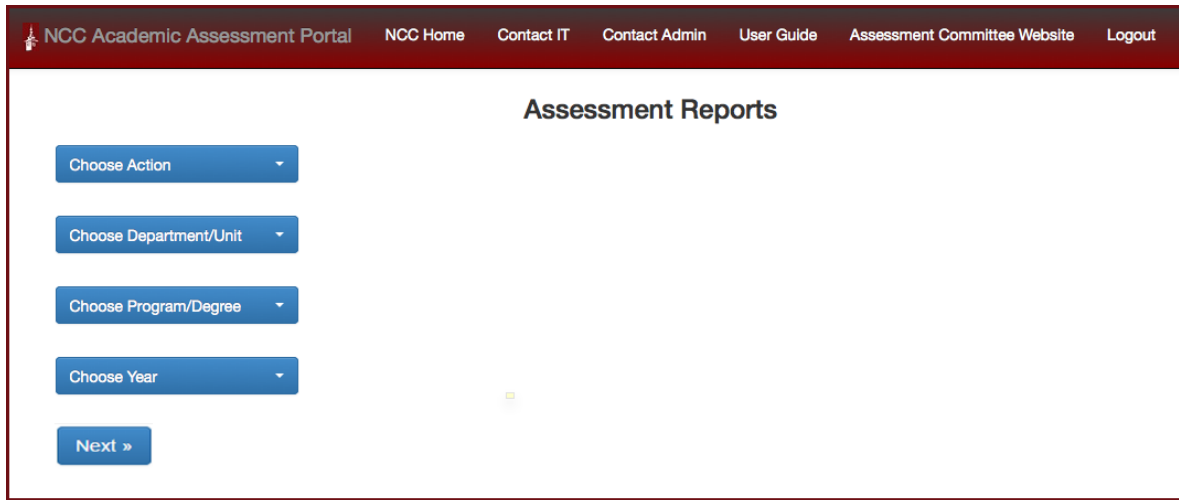 NCC Academic Assessment Portal NCC Home Contact IT Contact Admin User Guide Assessment Committee Website Logout
Assessment Reports
Choose Action
Choose Department/Unit
Choose Program/Degree
Choose Year
Next »